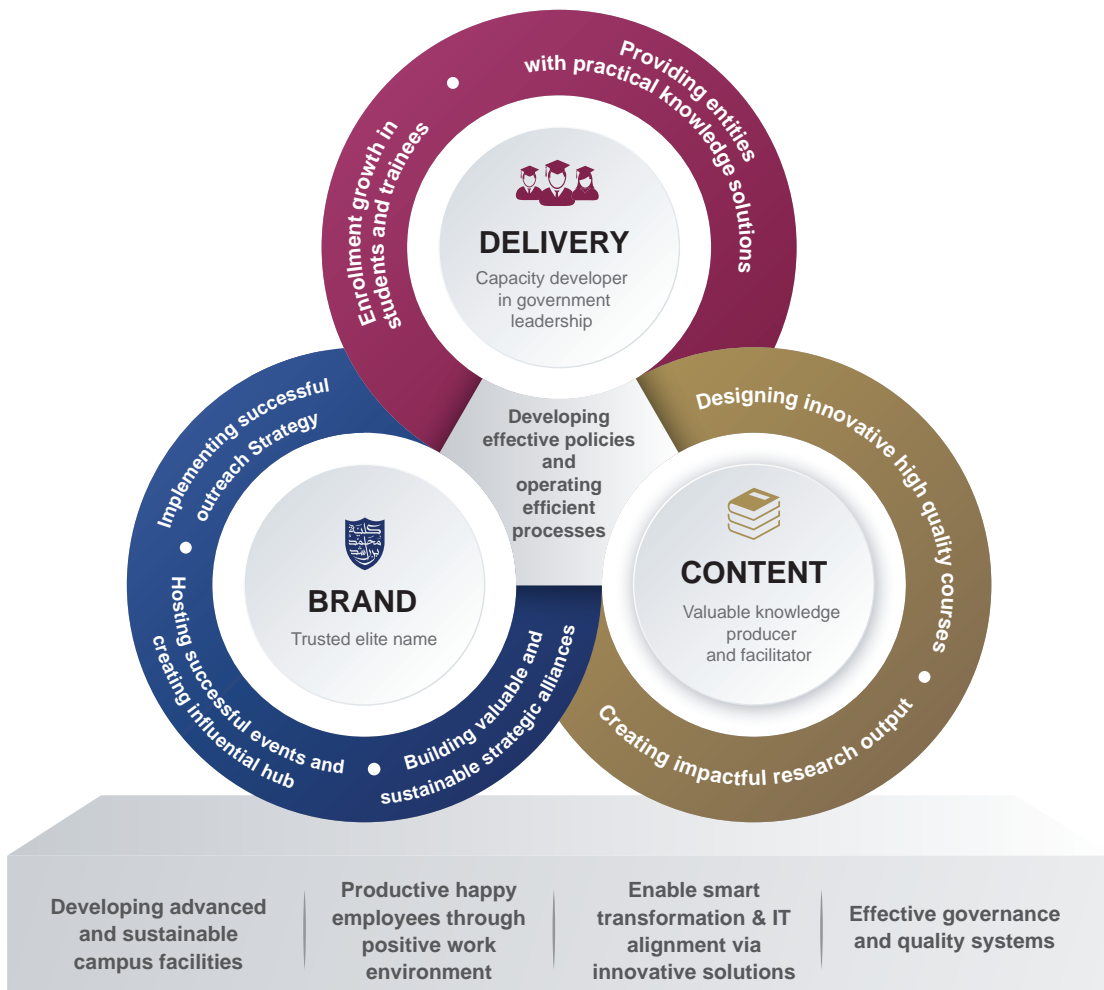 Providing entities
with practical knowledge solutions
Enrollment growth in
students and trainees
DELIVERY
Capacity developer
in government
leadership
Developing
effective policies
and
operating
efficient
processes
Implementing successful
outreach Strategy
Hosting successful events and
creating influential hub
Building valuable and
sustainable strategic alliances
كلية
محمد
بن راشد
BRAND
Trusted elite name
Designing innovative high quality courses
Creating impactful research output
CONTENT
Valuable knowledge
producer
and facilitator
Developing advanced
and sustainable
campus facilities
Productive happy
employees through
positive work
environment
Enable smart
transformation & IT
alignment via
innovative solutions
Effective governance
and quality systems